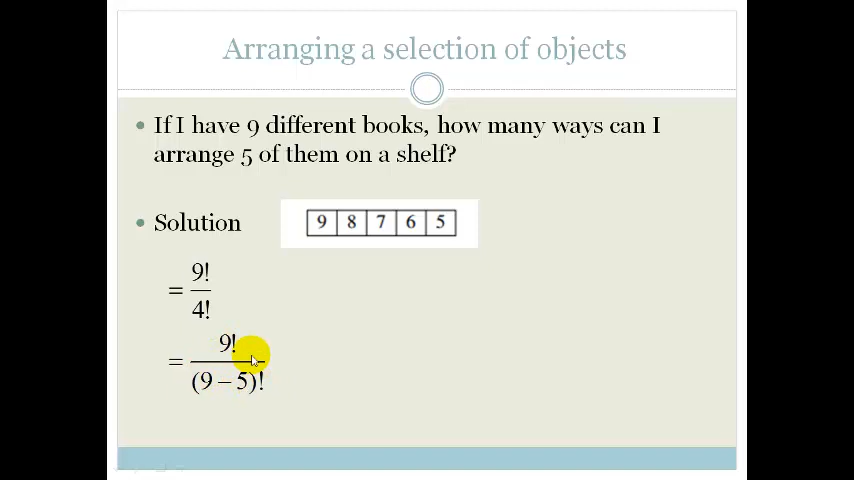 Arranging a selection of objects
• If I have 9 different books, how many ways can I
arrange 5 of them on a shelf?
• Solution
9 8 7 6 5
= 9!/4!
= 9!/(9 − 5)!